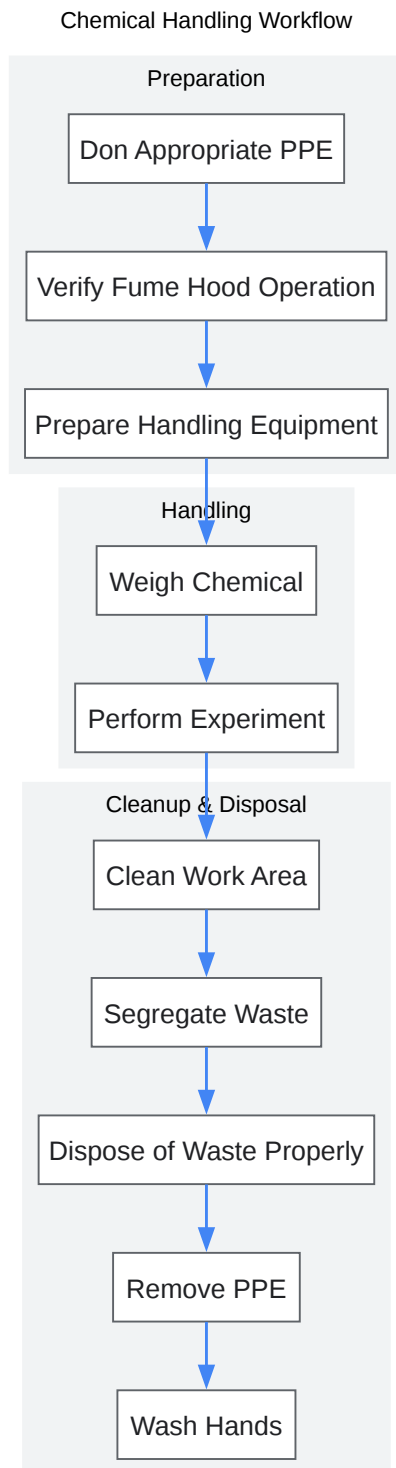 Chemical Handling Workflow
Preparation
Don Appropriate PPE
Verify Fume Hood Operation
Prepare Handling Equipment
Handling
Weigh Chemical
Perform Experiment
Cleanup & Disposal
Clean Work Area
Segregate Waste
Dispose of Waste Properly
Remove PPE
Wash Hands